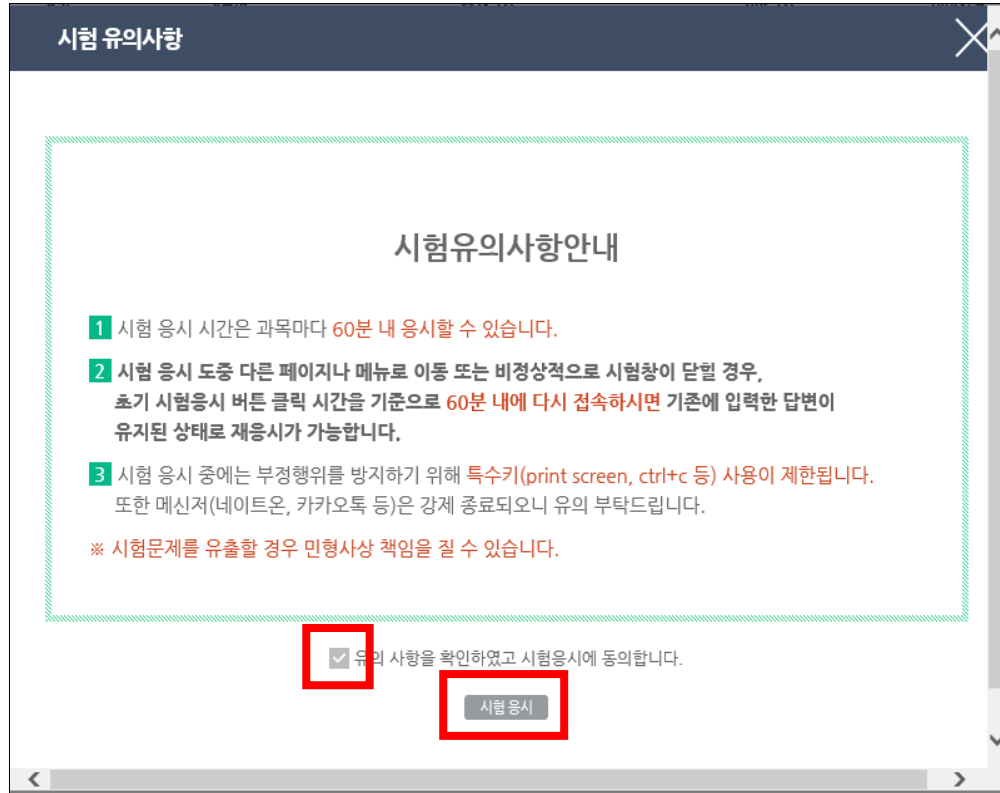 시험 유의사항
시험유의사항안내
1 시험 응시 시간은 과목마다 60분 내 응시할 수 있습니다.
2 시험 응시 도중 다른 페이지나 메뉴로 이동 또는 비정상적으로 시험창이 닫힐 경우,
초기 시험응시 버튼 클릭 시간을 기준으로 60분 내에 다시 접속하시면 기존에 입력한 답변이
유지된 상태로 재응시가 가능합니다.
3 시험 응시 중에는 부정행위를 방지하기 위해 특수키(print screen, ctrl+c 등) 사용이 제한됩니다.
또한 메신저(네이트온, 카카오톡 등)은 강제 종료되오니 유의 부탁드립니다.
※ 시험문제를 유출할 경우 민형사상 책임을 질 수 있습니다.
유의 사항을 확인하였고 시험응시에 동의합니다.
시험 응시